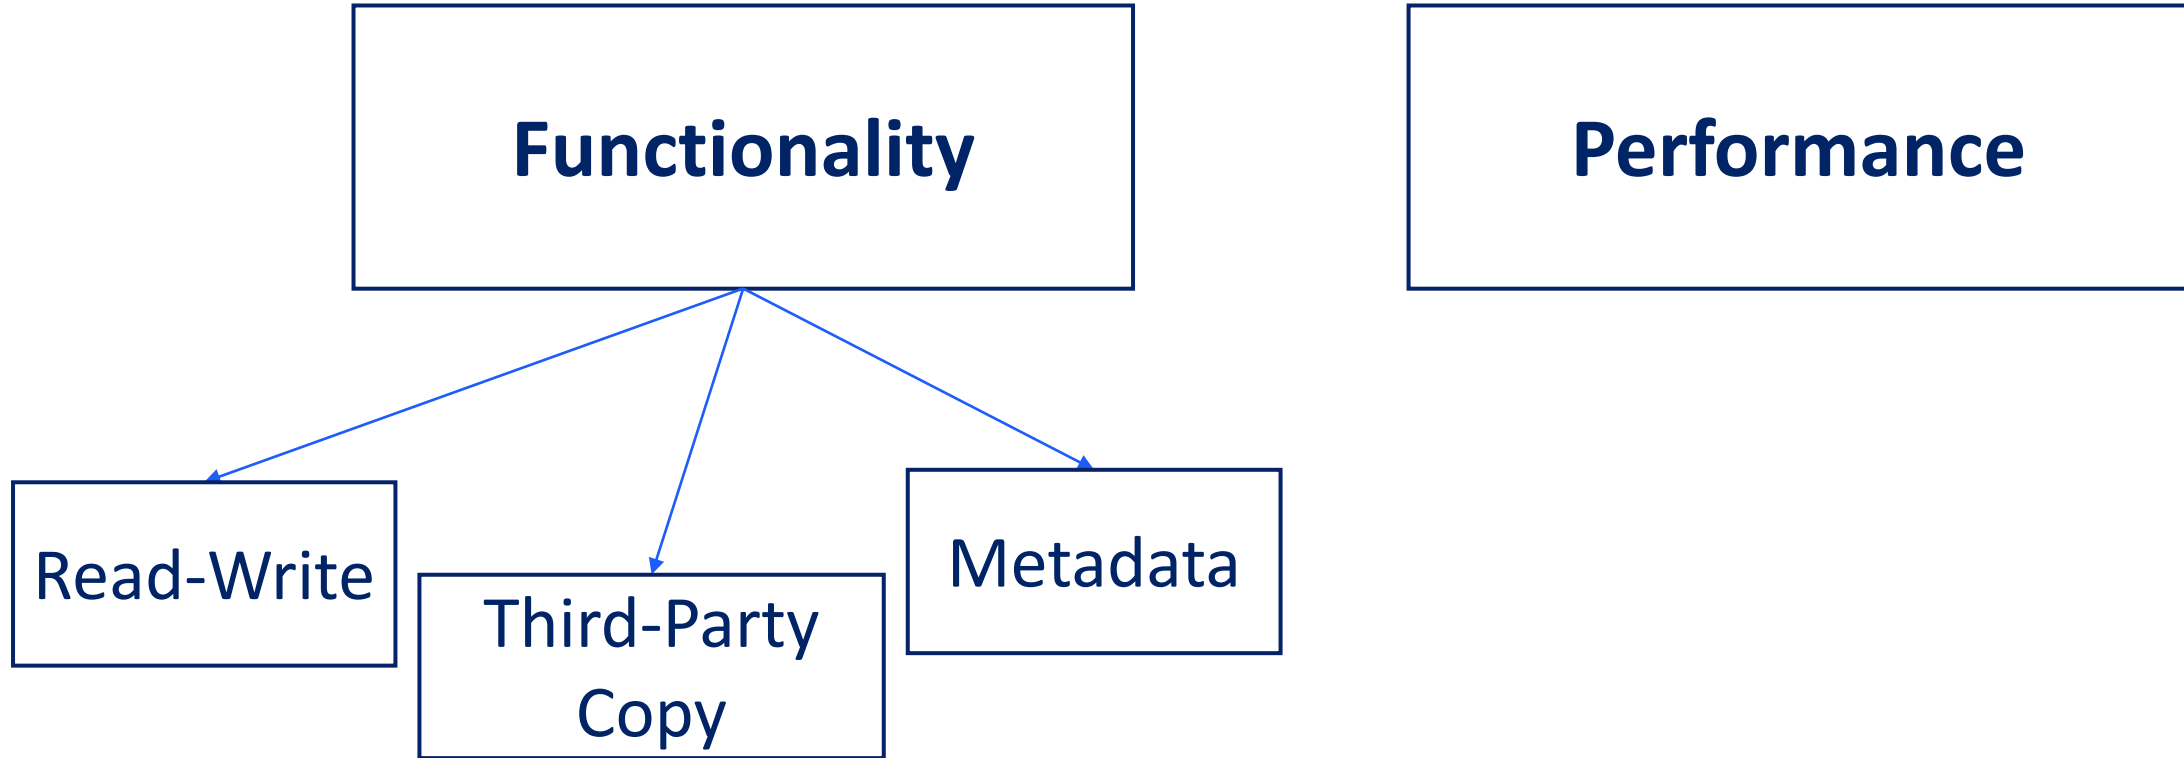 Functionality
Performance
Read-Write
Third-Party
Copy
Metadata